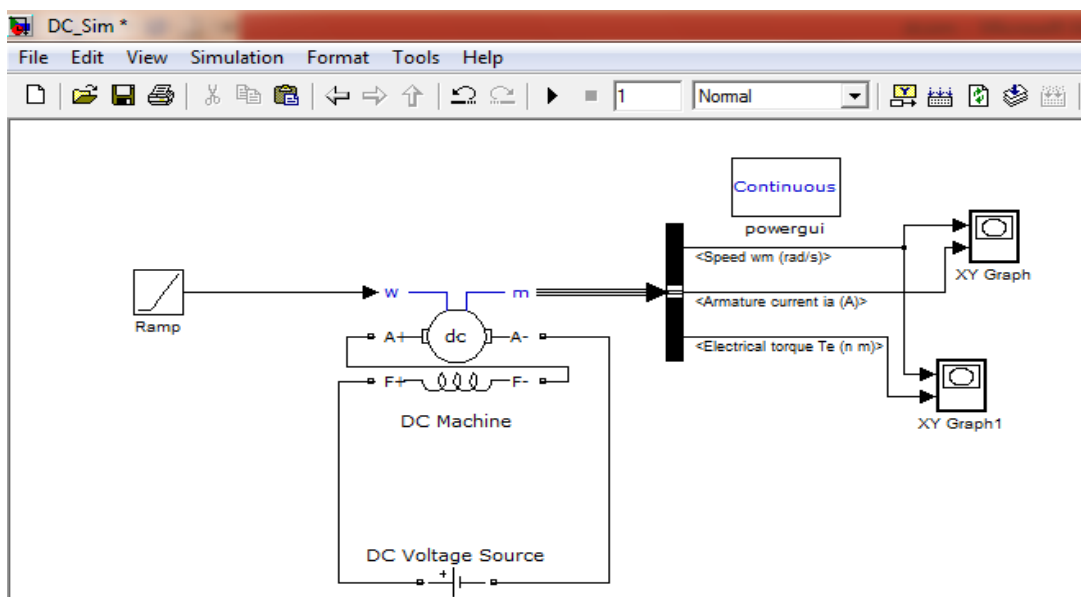 DC_Sim *
File Edit View Simulation Format Tools Help
1 Normal
Continuous
powergui
<Speed wm (rad/s)>
XY Graph
w m
<Armature current ia (A)>
Ramp
A+ dc A-
<Electrical torque Te (n m)>
F+ F-
DC Machine
XY Graph1
DC Voltage Source
+